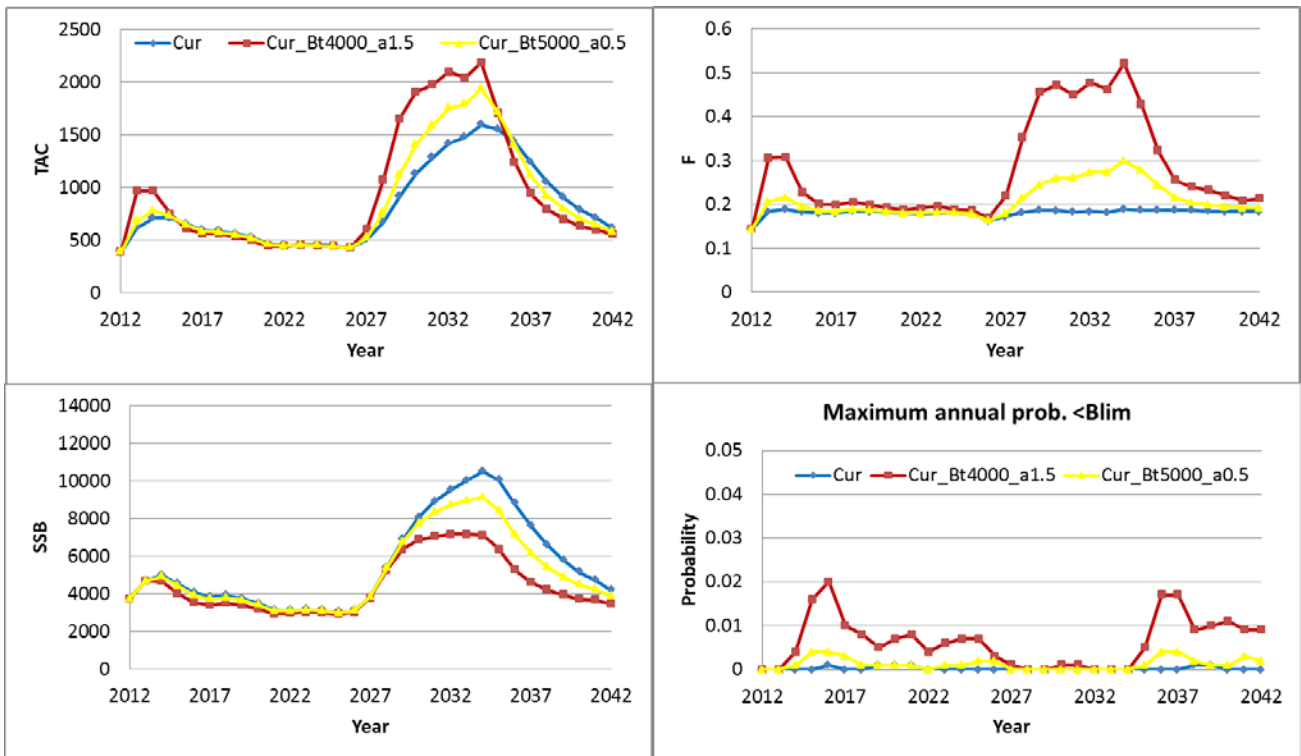 2500
Cur Cur_Bt4000_a1.5 Cur_Bt5000_a0.5
2000
1500
1000
500
0
TAC
2012 2017 2022 2027 2032 2037 2042
Year
0.6
0.5
0.4
0.3
0.2
0.1
0
F
2012 2017 2022 2027 2032 2037 2042
Year
14000
12000
10000
8000
6000
4000
2000
0
SSB
2012 2017 2022 2027 2032 2037 2042
Year
Maximum annual prob. <Blim
0.05
Cur Cur_Bt4000_a1.5 Cur_Bt5000_a0.5
0.04
0.03
0.02
0.01
0
Probability
2012 2017 2022 2027 2032 2037 2042
Year